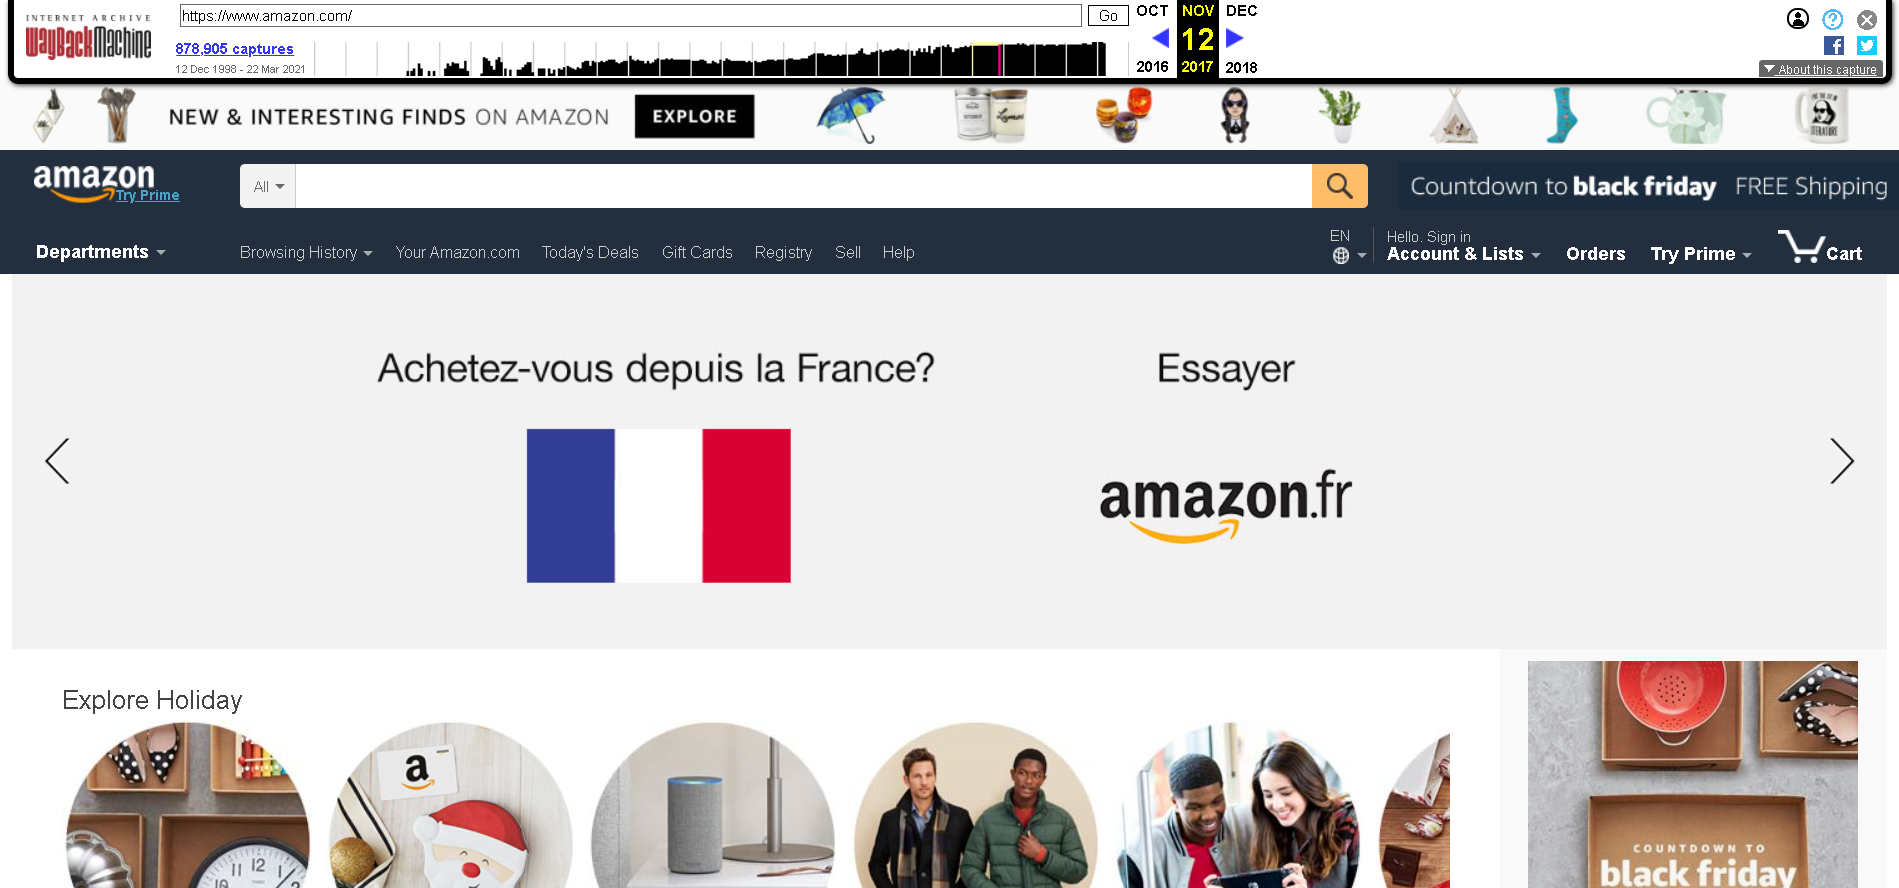 INTERNET ARCHIVE
WayBackMachine
https://www.amazon.com/
Go
OCT NOV DEC
12
2016 2017 2018
878,905 captures
12 Dec 1998 - 22 Mar 2021
About this capture
NEW & INTERESTING FINDS ON AMAZON EXPLORE
LITERATURE
amazon
Try Prime
All
Countdown to black friday FREE Shipping
Departments
Browsing History Your Amazon.com Today's Deals Gift Cards Registry Sell Help
EN
Hello. Sign in
Account & Lists Orders Try Prime Cart
Achetez-vous depuis la France? Essayer
amazon.fr
Explore Holiday
a
COUNTDOWN TO
black friday